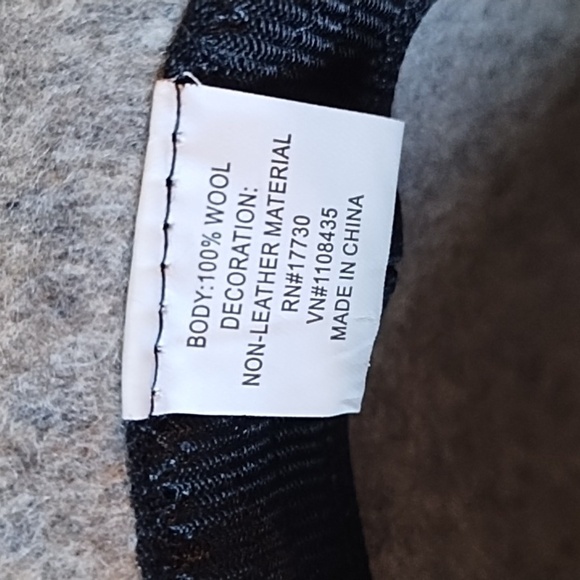 BODY:100% WOOL
DECORATION:
NON-LEATHER MATERIAL
RN#17730
VN#1108435
MADE IN CHINA